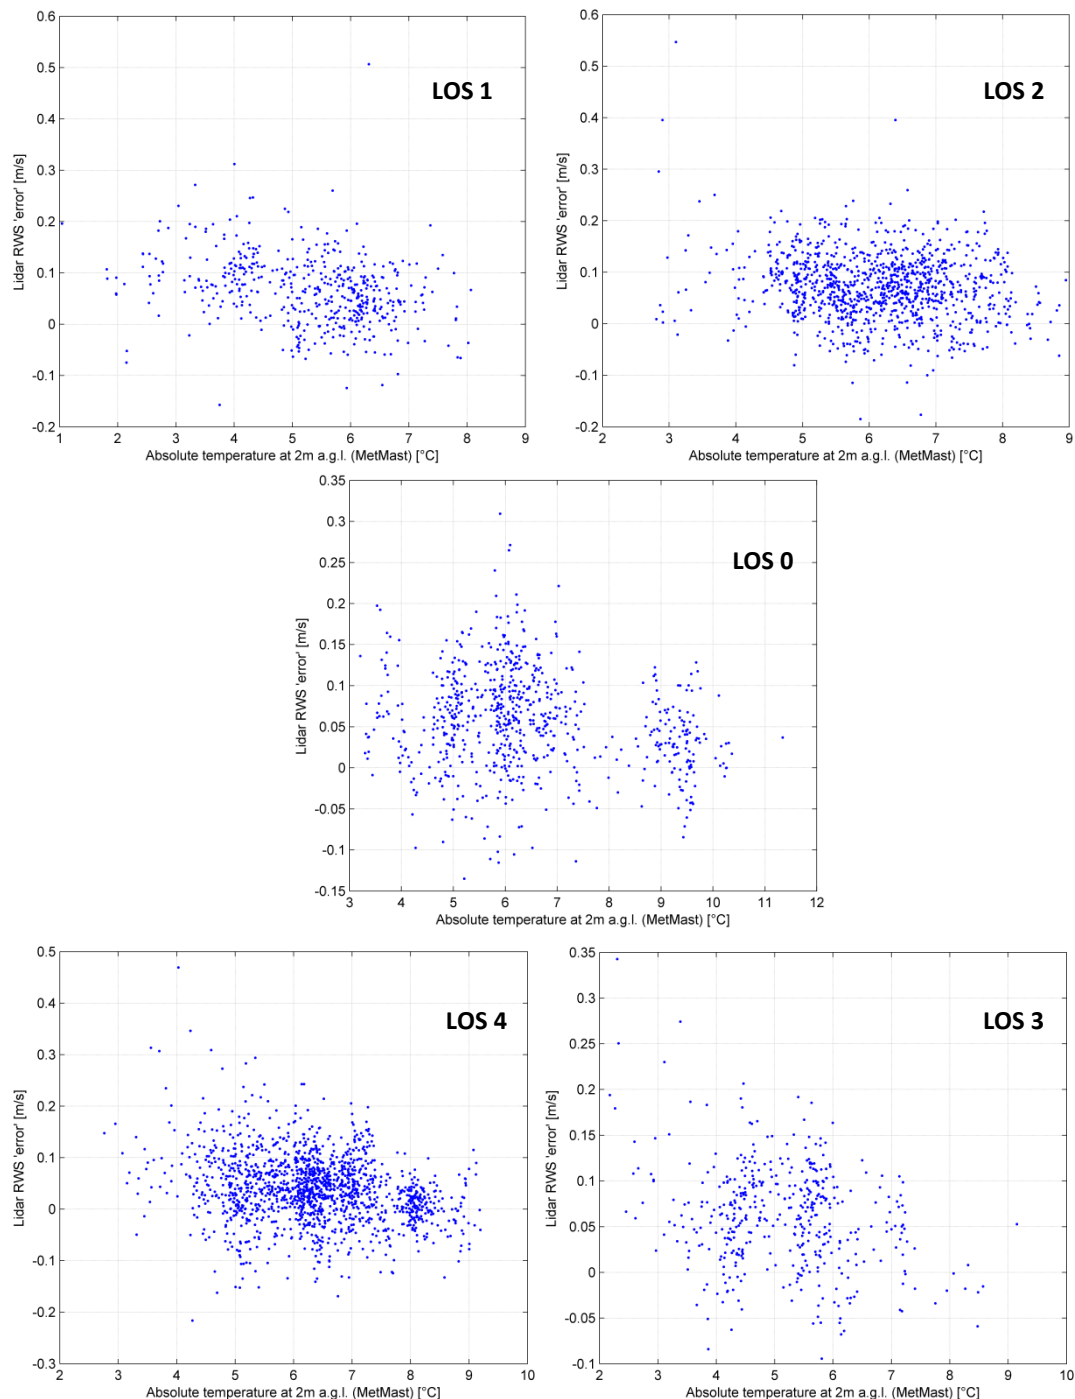 LOS 1
Lidar RWS 'error' [m/s]
0.6
0.5
0.4
0.3
0.2
0.1
0
-0.1
-0.2
1 2 3 4 5 6 7 8 9
Absolute temperature at 2m a.g.l. (MetMast) [°C]
LOS 2
Lidar RWS 'error' [m/s]
0.6
0.5
0.4
0.3
0.2
0.1
0
-0.1
-0.2
2 3 4 5 6 7 8 9
Absolute temperature at 2m a.g.l. (MetMast) [°C]
LOS 0
Lidar RWS 'error' [m/s]
0.35
0.3
0.25
0.2
0.15
0.1
0.05
0
-0.05
-0.1
-0.15
3 4 5 6 7 8 9 10 11 12
Absolute temperature at 2m a.g.l. (MetMast) [°C]
LOS 4
Lidar RWS 'error' [m/s]
0.5
0.4
0.3
0.2
0.1
0
-0.1
-0.2
-0.3
2 3 4 5 6 7 8 9 10
Absolute temperature at 2m a.g.l. (MetMast) [°C]
LOS 3
Lidar RWS 'error' [m/s]
0.35
0.3
0.25
0.2
0.15
0.1
0.05
0
-0.05
-0.1
2 3 4 5 6 7 8 9 10
Absolute temperature at 2m a.g.l. (MetMast) [°C]